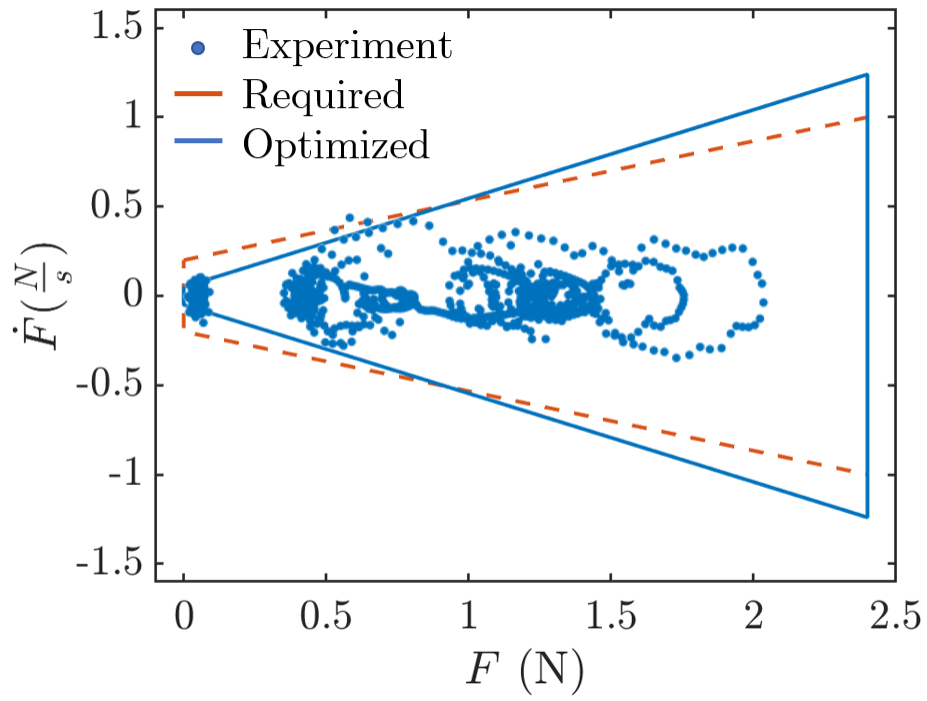 1.5
1
0.5
0
-0.5
-1
-1.5
Ḟ(N/s)
Experiment
Required
Optimized
0 0.5 1 1.5 2 2.5
F (N)